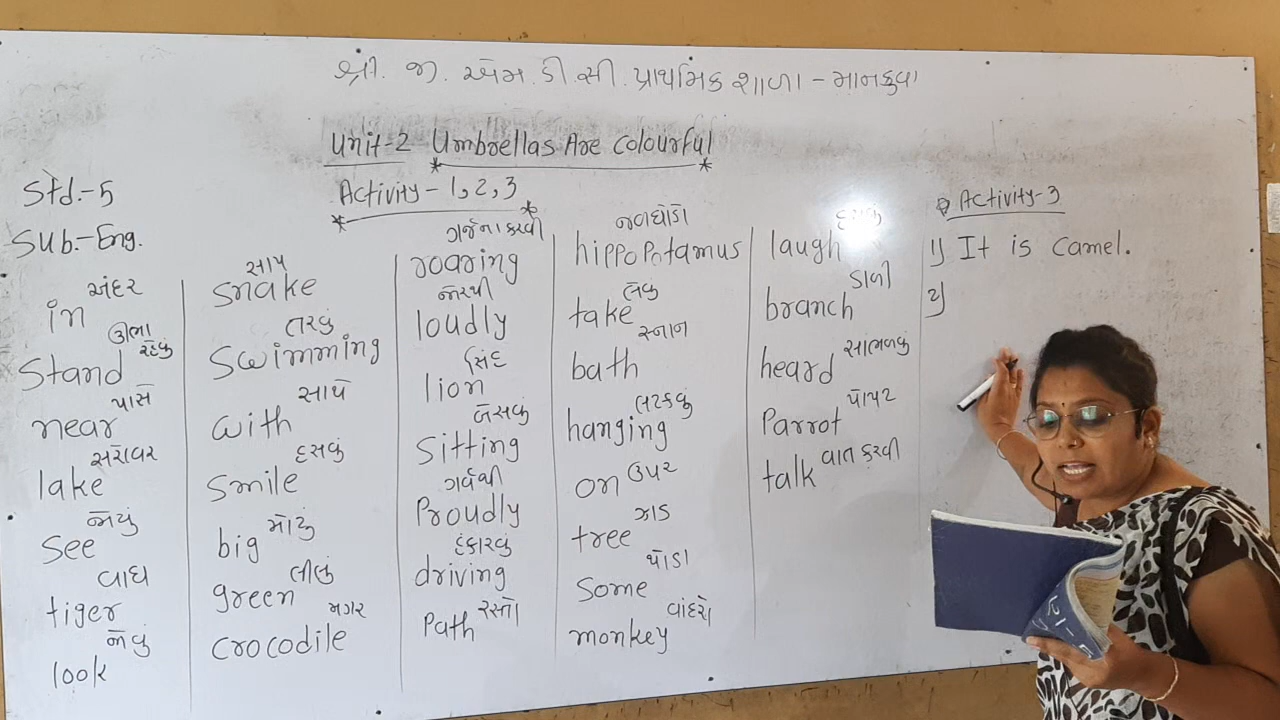 શ્રી. જી. એમ. ડી. સી. પ્રાથમિક શાળા - માનકુવા
Unit-2 Umbrellas Are Colourful
Std.-5
Activity - 1, 2, 3
Sub.-Eng.
in અંદર
Stand ઊભા રહેવું
near પાસે
lake સરોવર
see જોયું
tiger વાઘ
look જોવું
snake સાપ
swimming તરવું
with સાથે
smile હસવું
big મોટું
green લીલું
crocodile મગર
roaring ગર્જના કરવી
loudly જોરથી
lion સિંહ
sitting બેસવું
Proudly ગર્વથી
driving હંકારવું
Path રસ્તો
hippopotamus જળઘોડો
take લેવું
bath સ્નાન
hanging લટકવું
on ઉપર
tree ઝાડ
some થોડા
monkey વાંદરો
laugh હસવું
branch ડાળી
heard સાંભળવું
Parrot પોપટ
talk વાત કરવી
Activity-3
1) It is Camel.
2)